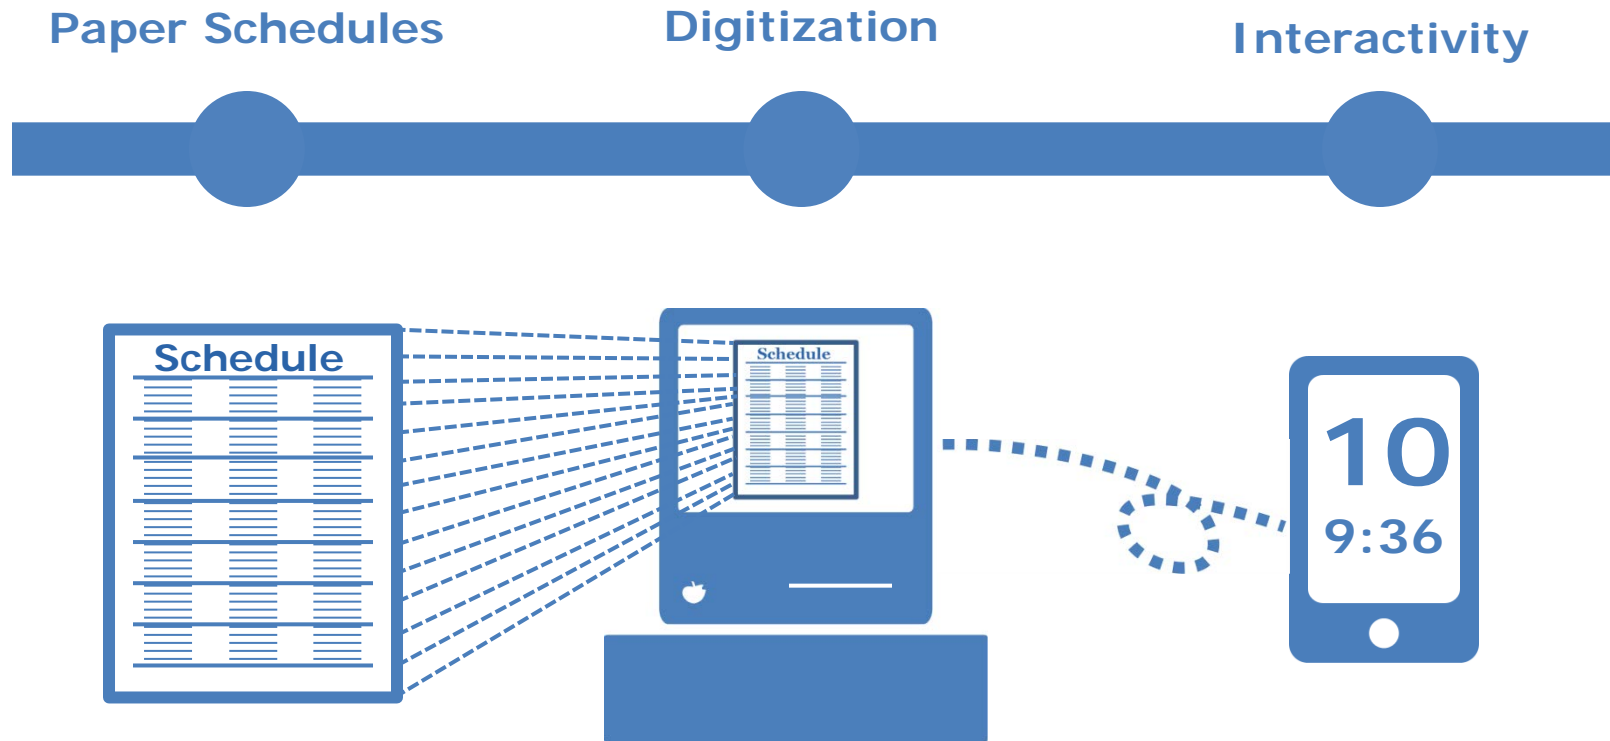 Paper Schedules
Digitization
Interactivity
Schedule
Schedule
10
9:36